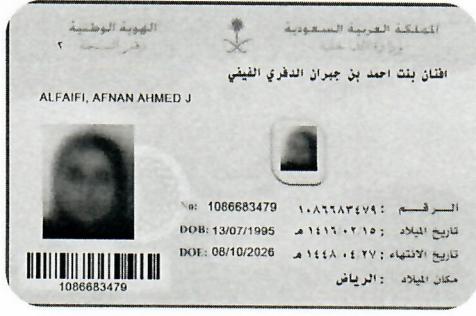 المملكة العربية السعودية
الهوية الوطنية
٢
افنان بنت احمد بن جبران الدفري الفيفي
ALFAIFI, AFNAN AHMED J
No: 1086683479 الرقم : ١٠٨٦٦٨٣٤٧٩
DOB: 13/07/1995 تاريخ الميلاد : ١٤١٦/٠٢/١٥ هـ
DOE: 08/10/2026 تاريخ الانتهاء : ١٤٤٨/٠٤/٢٧ هـ
مكان الميلاد : الرياض
1086683479